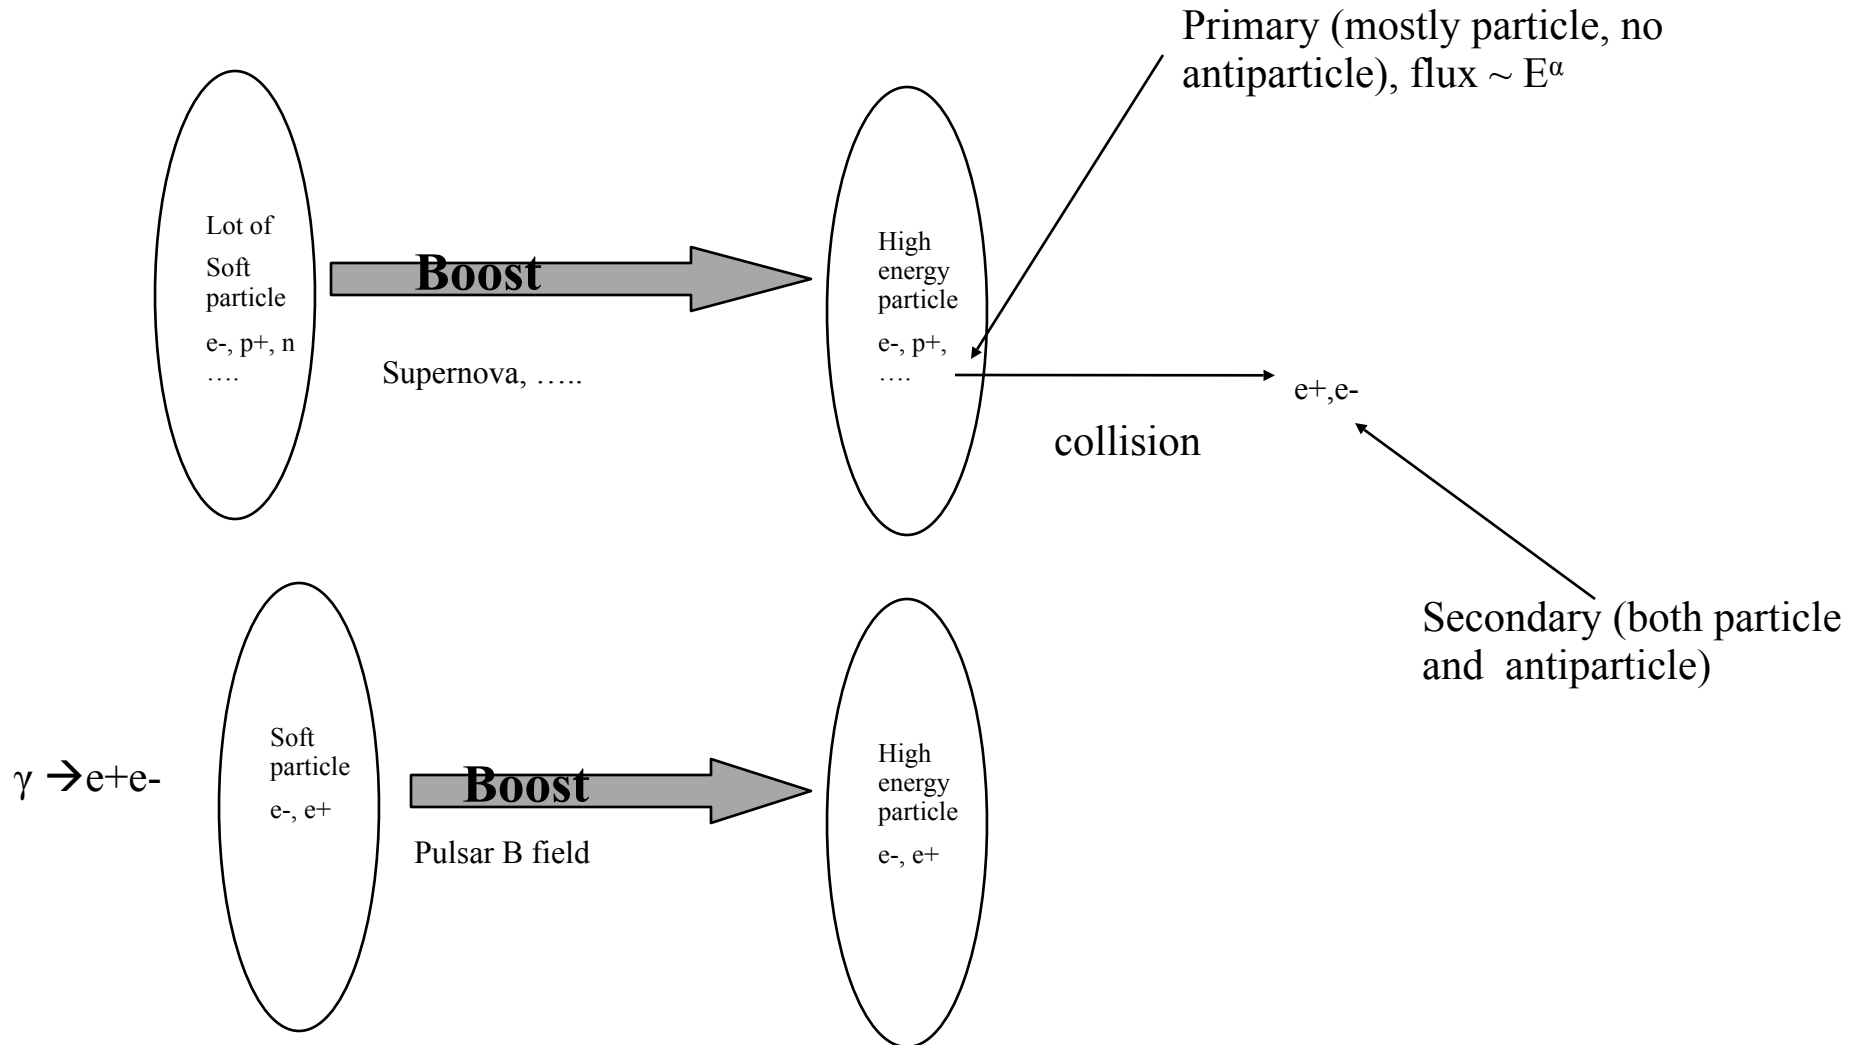 Primary (mostly particle, no
antiparticle), flux ~ E^α
Lot of
Soft
particle
e-, p+, n
….
Boost
Supernova, …..
High
energy
particle
e-, p+,
….
collision
e+,e-
Secondary (both particle
and  antiparticle)
γ →e+e-
Soft
particle
e-, e+
Boost
Pulsar B field
High
energy
particle
e-, e+